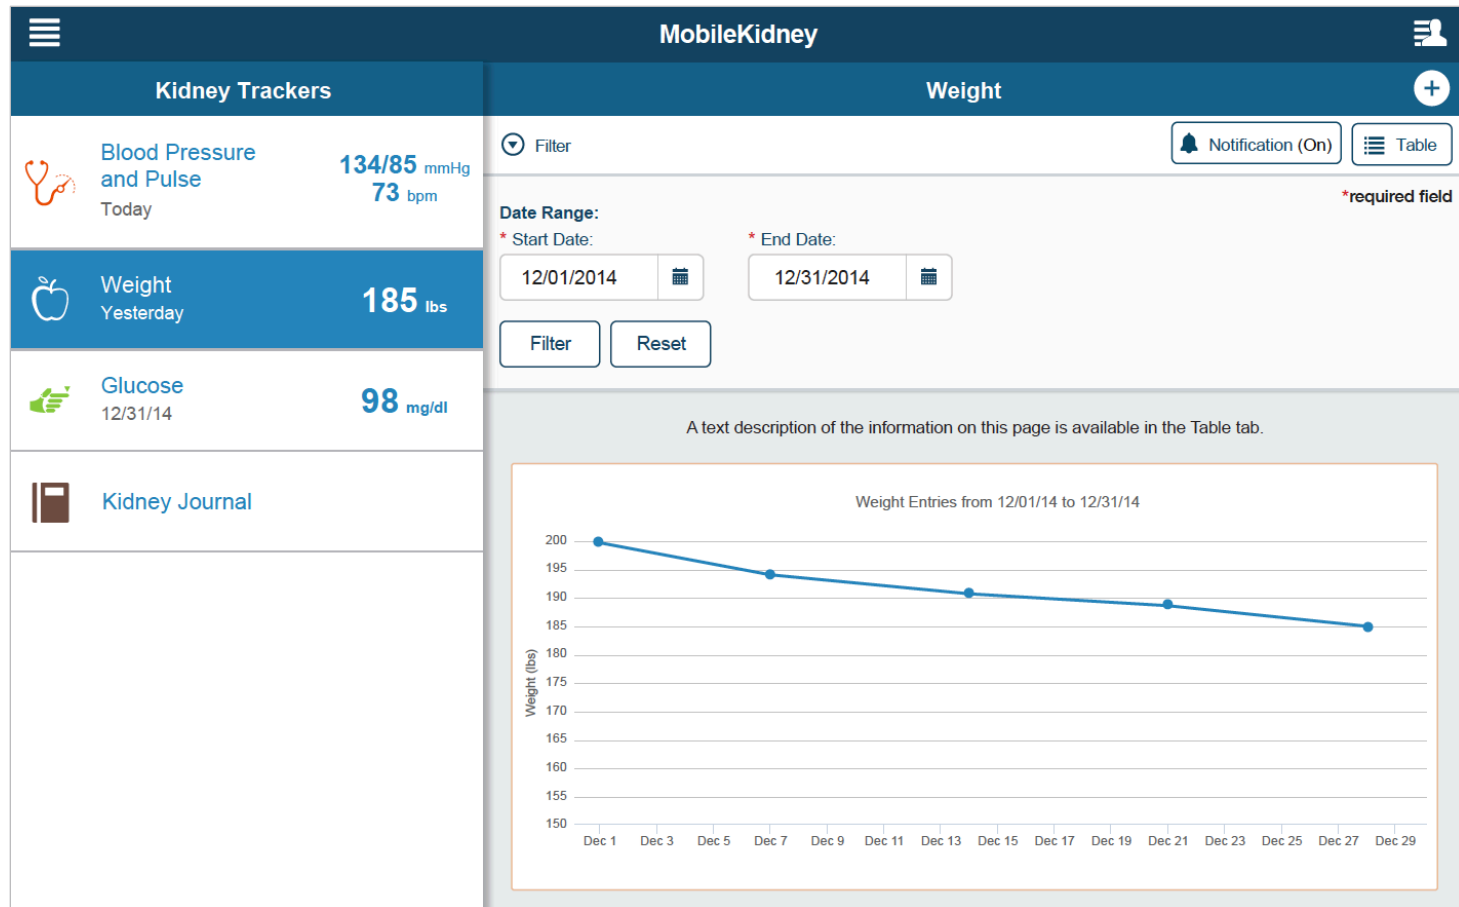 MobileKidney
Kidney Trackers
Blood Pressure
and Pulse
Today
134/85 mmHg
73 bpm
Weight
Yesterday
185 lbs
Glucose
12/31/14
98 mg/dl
Kidney Journal
Weight
Filter
Notification (On)
Table
*required field
Date Range:
* Start Date:
* End Date:
12/01/2014
12/31/2014
Filter
Reset
A text description of the information on this page is available in the Table tab.
Weight Entries from 12/01/14 to 12/31/14
Weight (lbs)
200
195
190
185
180
175
170
165
160
155
150
Dec 1 Dec 3 Dec 5 Dec 7 Dec 9 Dec 11 Dec 13 Dec 15 Dec 17 Dec 19 Dec 21 Dec 23 Dec 25 Dec 27 Dec 29